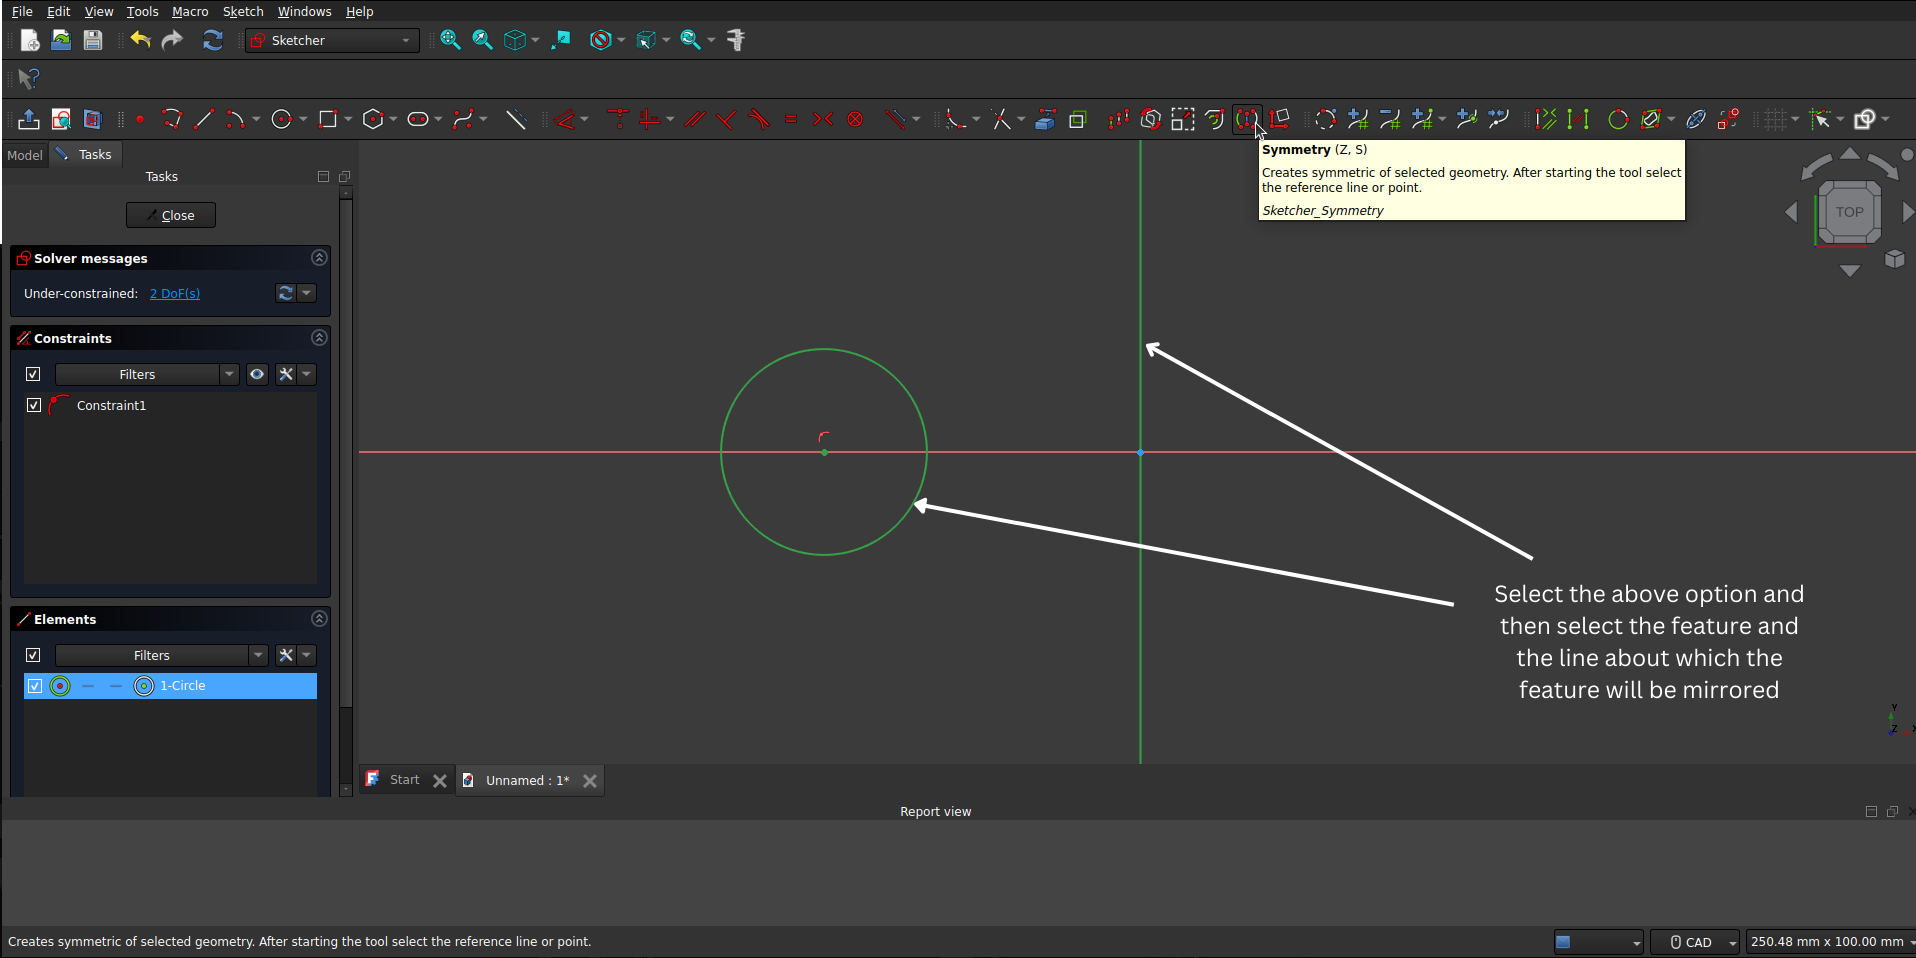 File Edit View Tools Macro Sketch Windows Help
Sketcher
Model Tasks
Tasks
Close
Solver messages
Under-constrained: 2 DoF(s)
Constraints
Filters
Constraint1
Elements
Filters
1-Circle
Symmetry (Z, S)
Creates symmetric of selected geometry. After starting the tool select
the reference line or point.
Sketcher_Symmetry
TOP
Select the above option and
then select the feature and
the line about which the
feature will be mirrored
Y
Z X
Start Unnamed : 1*
Report view
Creates symmetric of selected geometry. After starting the tool select the reference line or point.
CAD 250.48 mm x 100.00 mm